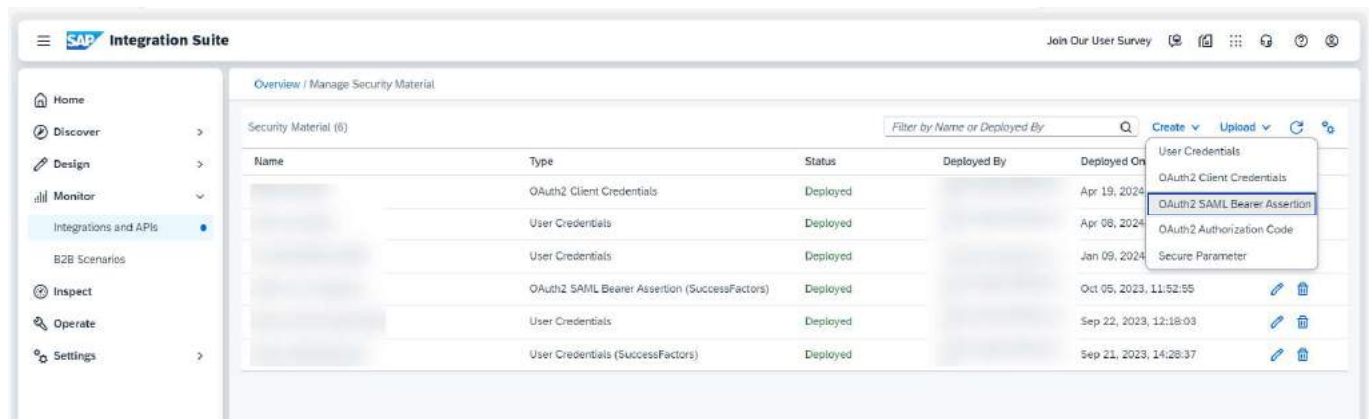 SAP Integration Suite
Join Our User Survey
Home
Discover
Design
Monitor
Integrations and APIs
B2B Scenarios
Inspect
Operate
Settings
Overview / Manage Security Material
Security Material (6)
Filter by Name or Deployed By
Create
Upload
User Credentials
OAuth2 Client Credentials
OAuth2 SAML Bearer Assertion
OAuth2 Authorization Code
Secure Parameter
Name Type Status Deployed By Deployed On
OAuth2 Client Credentials Deployed Apr 19, 2024
User Credentials Deployed Apr 08, 2024
User Credentials Deployed Jan 09, 2024
OAuth2 SAML Bearer Assertion (SuccessFactors) Deployed Oct 05, 2023, 11:52:55
User Credentials Deployed Sep 22, 2023, 12:18:03
User Credentials (SuccessFactors) Deployed Sep 21, 2023, 14:28:37